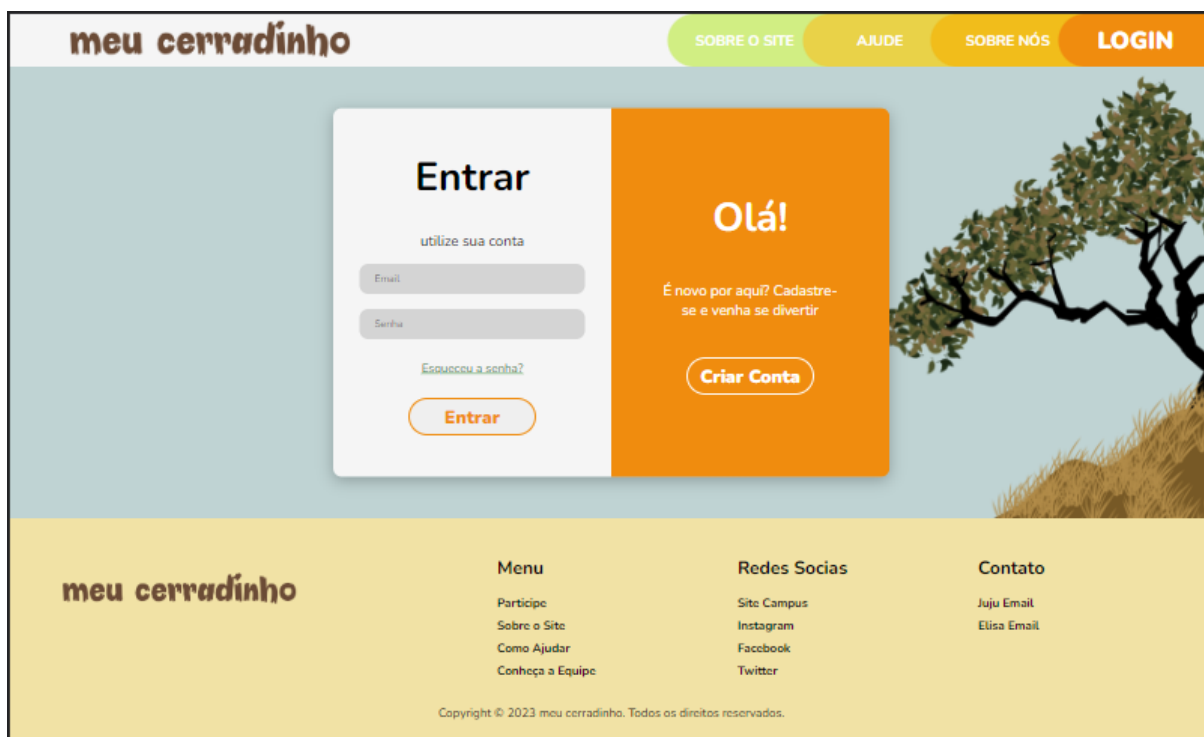 meu cerradinho
SOBRE O SITE
AJUDE
SOBRE NÓS
LOGIN
Entrar
utilize sua conta
Email
Senha
Esqueceu a senha?
Entrar
Olá!
É novo por aqui? Cadastre-
se e venha se divertir
Criar Conta
meu cerradinho
Menu
Participe
Sobre o Site
Como Ajudar
Conheça a Equipe
Redes Socias
Site Campus
Instagram
Facebook
Twitter
Contato
Juju Email
Elisa Email
Copyright © 2023 meu cerradinho. Todos os direitos reservados.